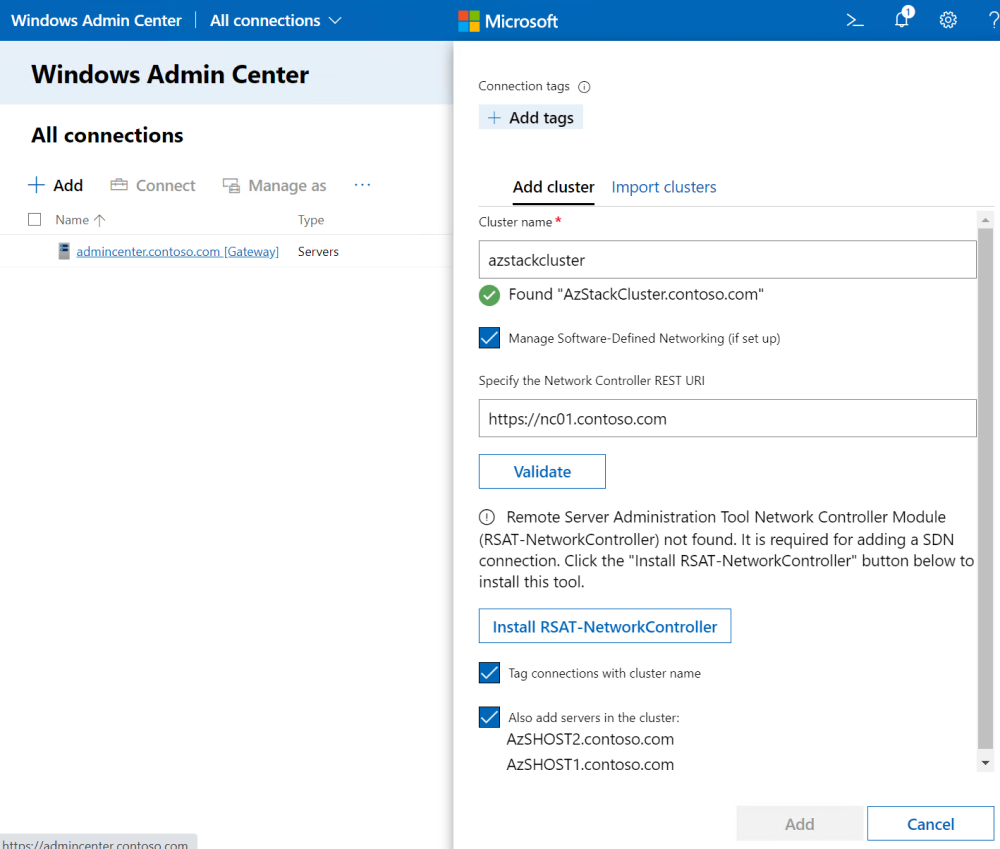 Windows Admin Center | All connections
Microsoft
1
?
Windows Admin Center
All connections
Add
Connect
Manage as
...
Name
Type
admincenter.contoso.com [Gateway]
Servers
https://admincenter.contoso.com
Connection tags
Add tags
Add cluster
Import clusters
Cluster name *
azstackcluster
Found "AzStackCluster.contoso.com"
Manage Software-Defined Networking (if set up)
Specify the Network Controller REST URI
https://nc01.contoso.com
Validate
Remote Server Administration Tool Network Controller Module
(RSAT-NetworkController) not found. It is required for adding a SDN
connection. Click the "Install RSAT-NetworkController" button below to
install this tool.
Install RSAT-NetworkController
Tag connections with cluster name
Also add servers in the cluster:
AzSHOST2.contoso.com
AzSHOST1.contoso.com
Add
Cancel